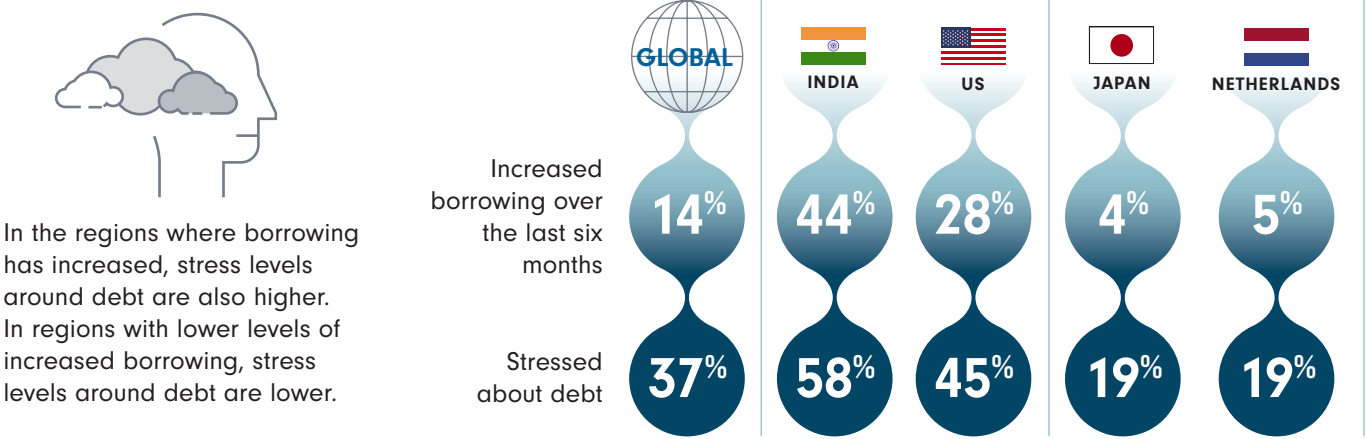 GLOBAL
INDIA
US
JAPAN
NETHERLANDS
In the regions where borrowing
has increased, stress levels
around debt are also higher.
In regions with lower levels of
increased borrowing, stress
levels around debt are lower.
Increased
borrowing over
the last six
months
14%
44%
28%
4%
5%
Stressed
about debt
37%
58%
45%
19%
19%